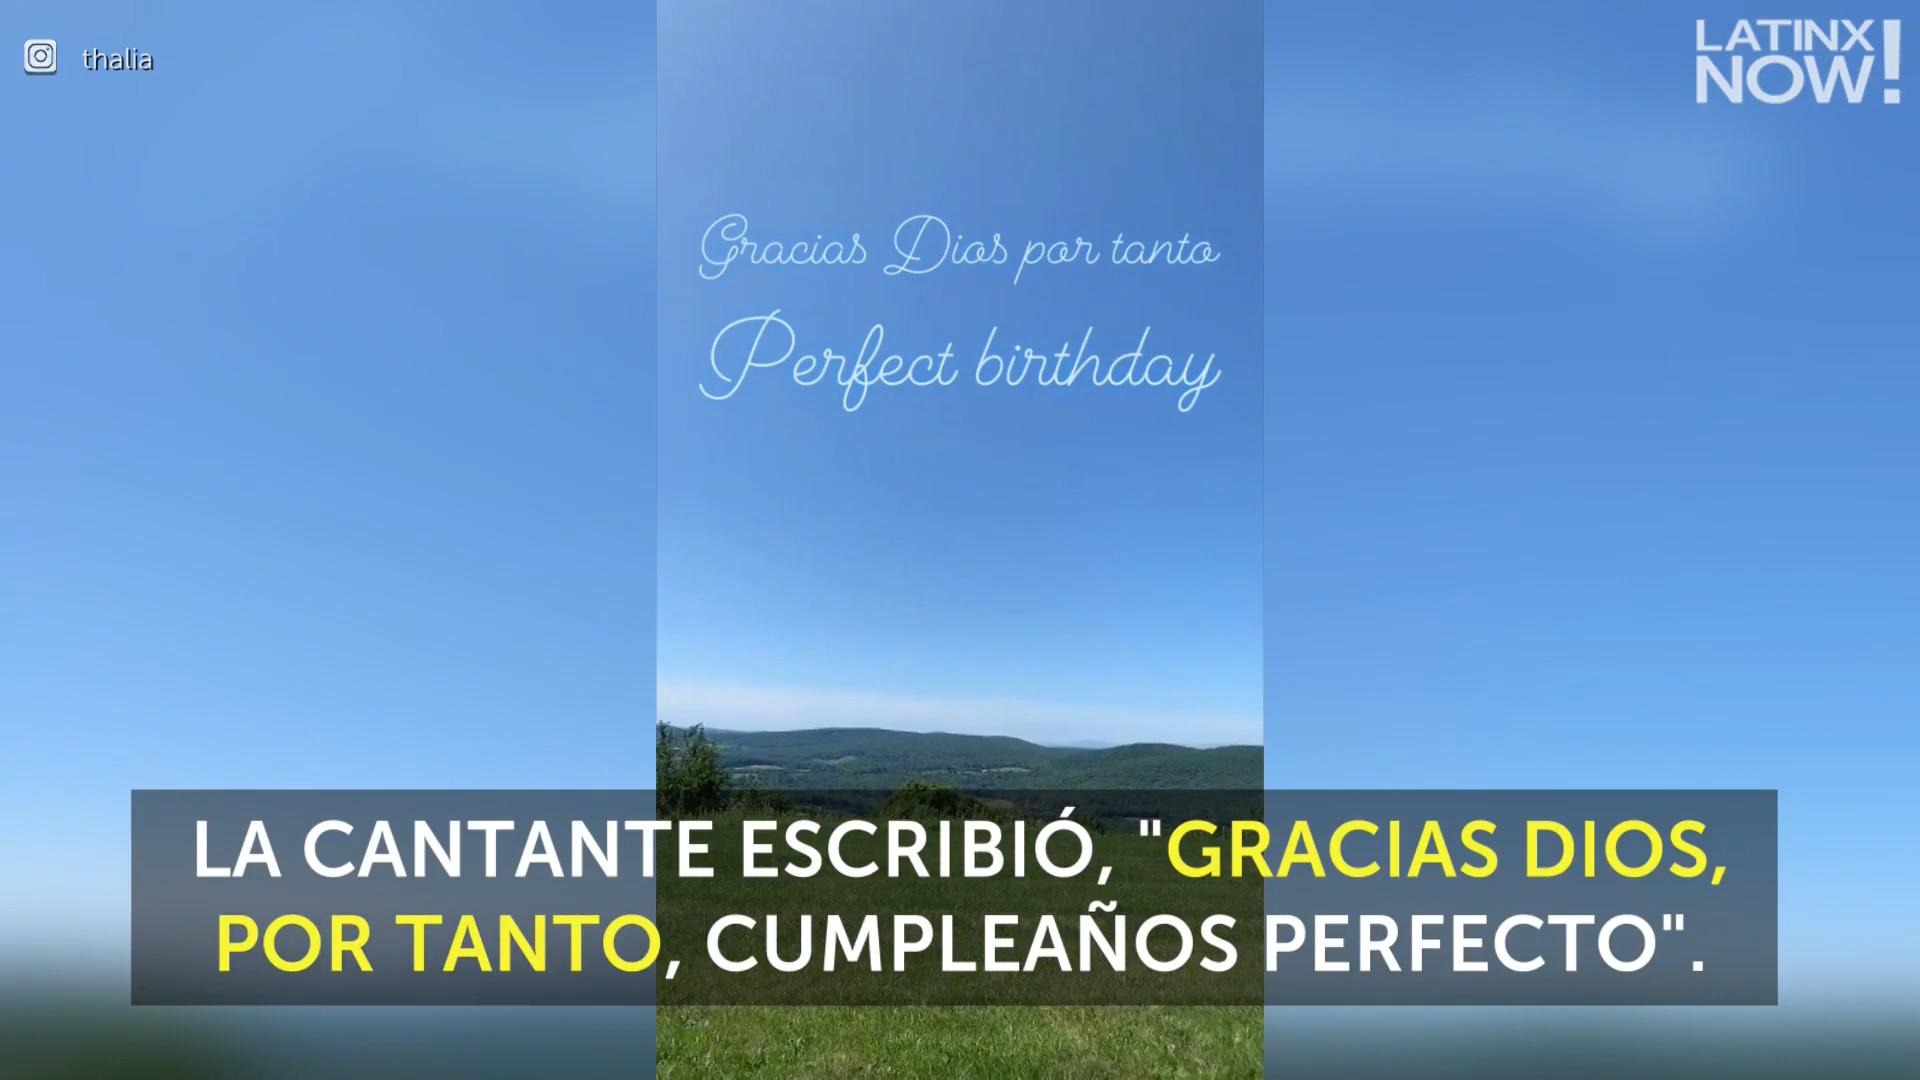 thalia
LATINX
NOW!
Gracias Dios por tanto
Perfect birthday
LA CANTANTE ESCRIBIÓ, "GRACIAS DIOS,
POR TANTO, CUMPLEAÑOS PERFECTO".